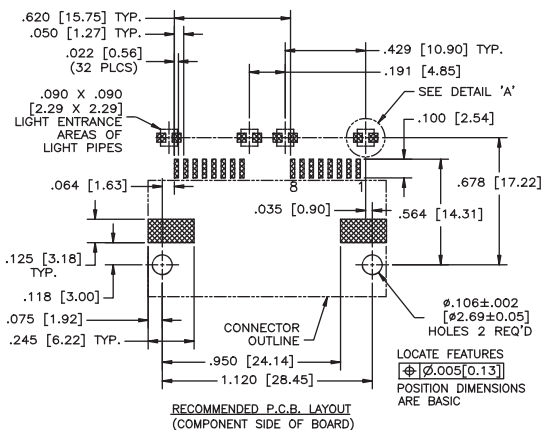 .620 [15.75] TYP.
.050 [1.27] TYP.
.022 [0.56]
(32 PLCS)
.429 [10.90] TYP.
.191 [4.85]
.090 X .090
[2.29 X 2.29]
LIGHT ENTRANCE
AREAS OF
LIGHT PIPES
SEE DETAIL 'A'
.100 [2.54]
8
1
.064 [1.63]
.678 [17.22]
.035 [0.90]
.564 [14.31]
.125 [3.18]
TYP.
.118 [3.00]
.075 [1.92]
.245 [6.22] TYP.
CONNECTOR
OUTLINE
ø.106±.002
[ø2.69±0.05]
HOLES 2 REQ'D
.950 [24.14]
1.120 [28.45]
LOCATE FEATURES
⌖ Ø.005[0.13]
POSITION DIMENSIONS
ARE BASIC
RECOMMENDED P.C.B. LAYOUT
(COMPONENT SIDE OF BOARD)